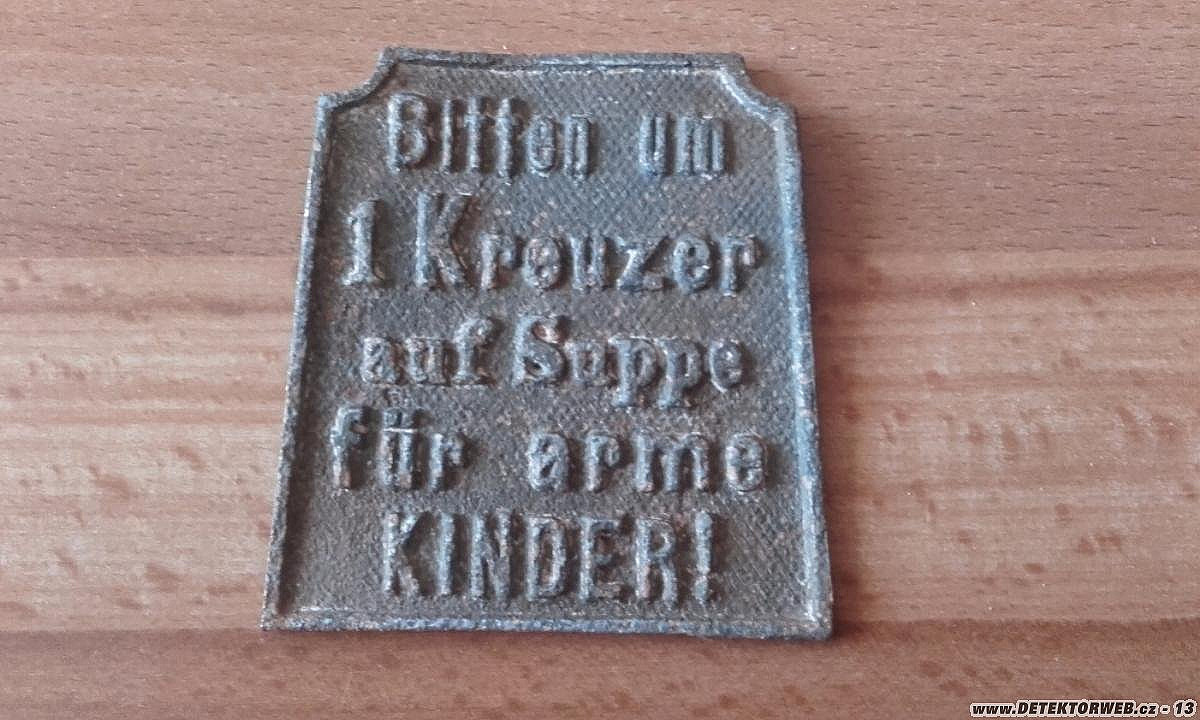 Bitten um
1 Kreuzer
auf Suppe
für arme
KINDER!
www.DETEKTORWEB.cz - 13